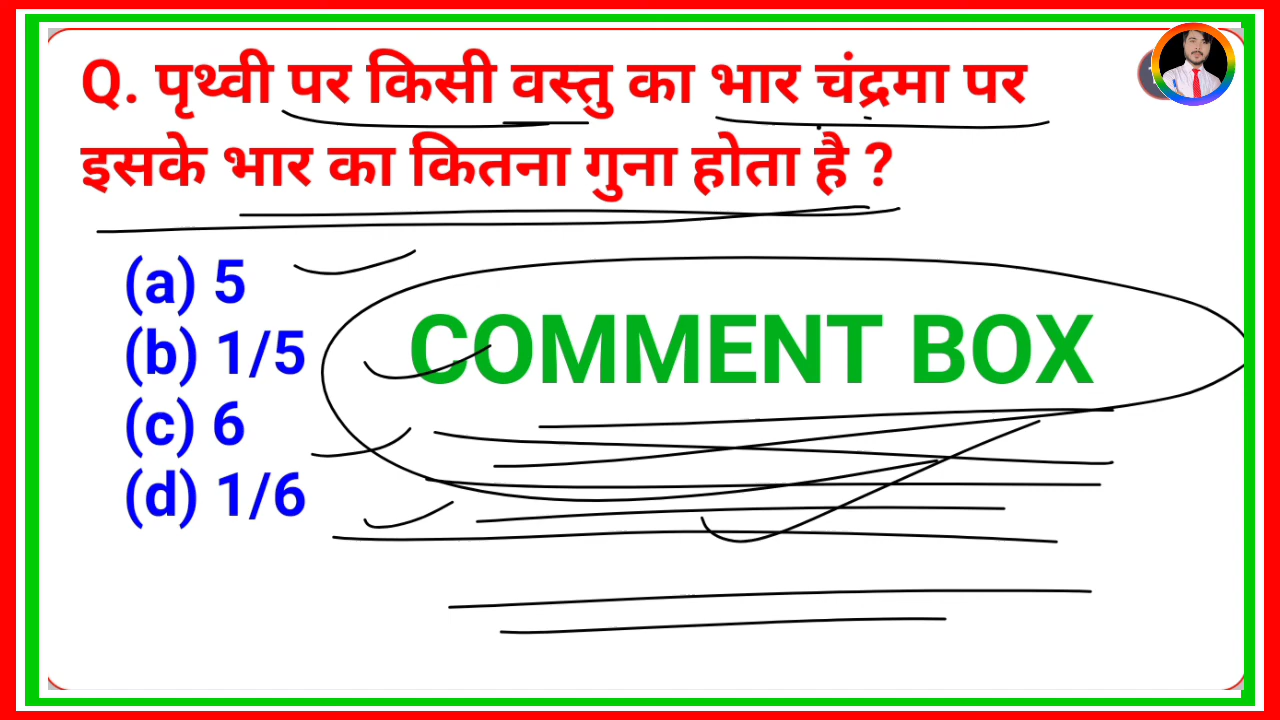 Q. पृथ्वी पर किसी वस्तु का भार चंद्रमा पर
इसके भार का कितना गुना होता है ?
(a) 5
(b) 1/5
COMMENT BOX
(c) 6
(d) 1/6